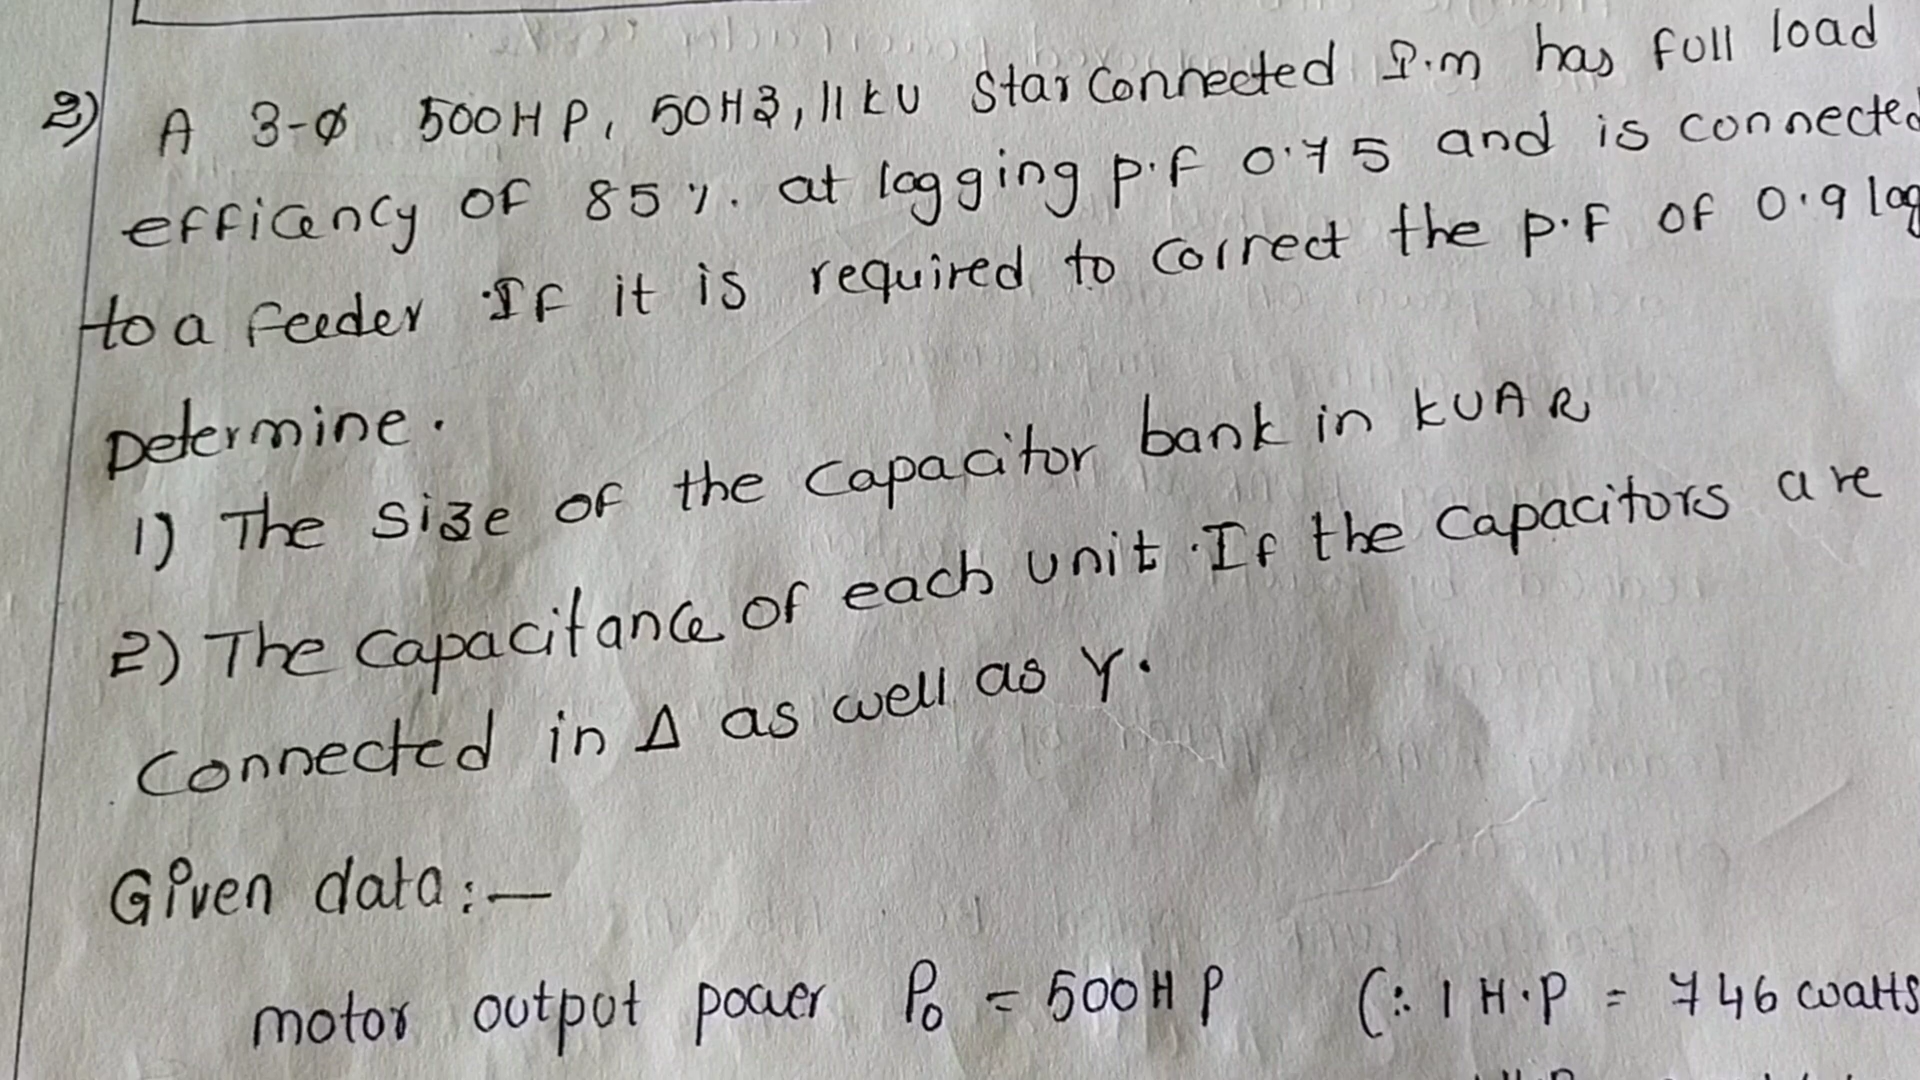 2) A 3-ϕ 500HP, 50Hz, 11kV Star Connected I.m has full load
efficency of 85%. at lagging p.f 0.75 and is connected
to a feeder. If it is required to correct the p.f of 0.9 lag
Determine.
1) The size of the capacitor bank in KVAR
2) The capacitance of each unit. If the capacitors are
connected in Δ as well as Y.
Given data:—
motor output power P₀ = 500HP (∵ 1 H.P = 746 watts